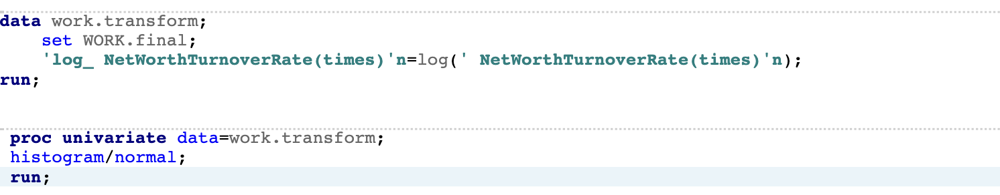 data work.transform;
set WORK.final;
'log_ NetWorthTurnoverRate(times)'n=log(' NetWorthTurnoverRate(times)'n);
run;
proc univariate data=work.transform;
histogram/normal;
run;